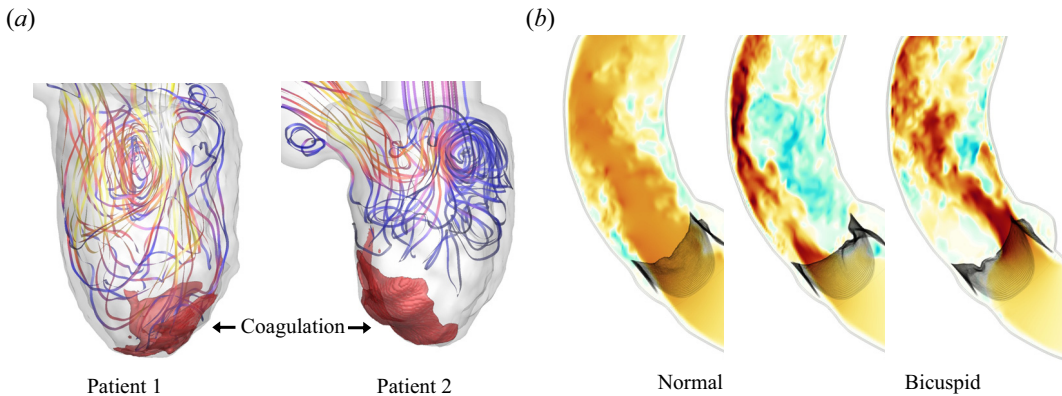 (a)
(b)
Coagulation
Patient 1
Patient 2
Normal
Bicuspid